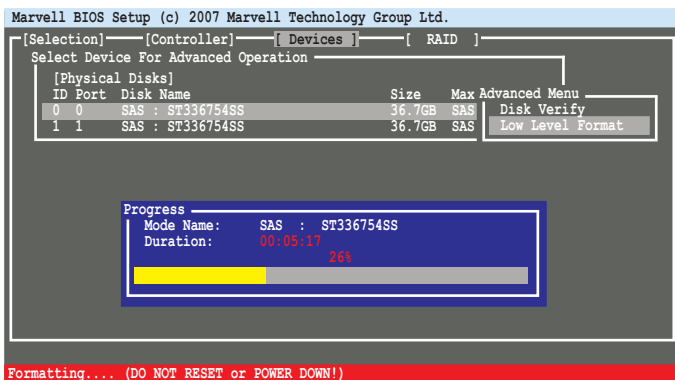 Marvell BIOS Setup (c) 2007 Marvell Technology Group Ltd.
[Selection] [Controller] [ Devices ] [ RAID ]
Select Device For Advanced Operation
[Physical Disks]
ID Port Disk Name Size Max
0 0 SAS : ST336754SS 36.7GB SAS
1 1 SAS : ST336754SS 36.7GB SAS
Advanced Menu
Disk Verify
Low Level Format
Progress
Mode Name: SAS : ST336754SS
Duration: 00:05:17
26%
Formatting.... (DO NOT RESET or POWER DOWN!)